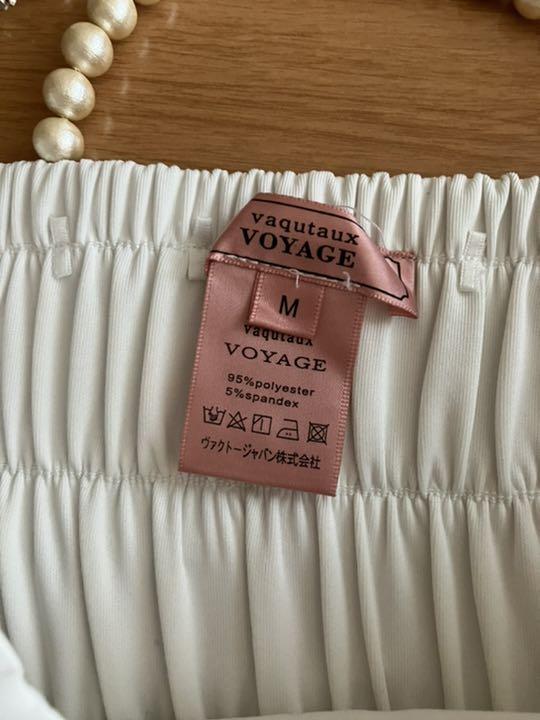 vaqutaux
VOYAGE
M
vaqutaux
VOYAGE
95%polyester
5%spandex
ヴァクトージャパン株式会社